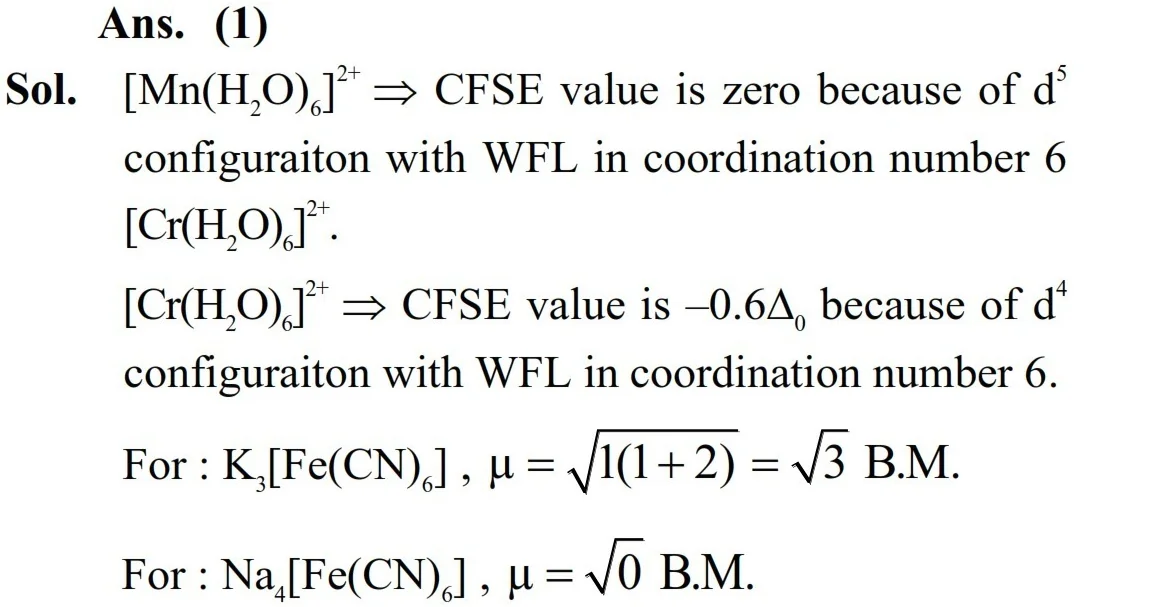 Ans. (1)
Sol. [Mn(H₂O)₆]²⁺ ⇒ CFSE value is zero because of d⁵
configuraiton with WFL in coordination number 6
[Cr(H₂O)₆]²⁺.
[Cr(H₂O)₆]²⁺ ⇒ CFSE value is –0.6Δ₀ because of d⁴
configuraiton with WFL in coordination number 6.
For : K₃[Fe(CN)₆] , μ = √1(1 + 2) = √3 B.M.
For : Na₄[Fe(CN)₆] , μ = √0 B.M.